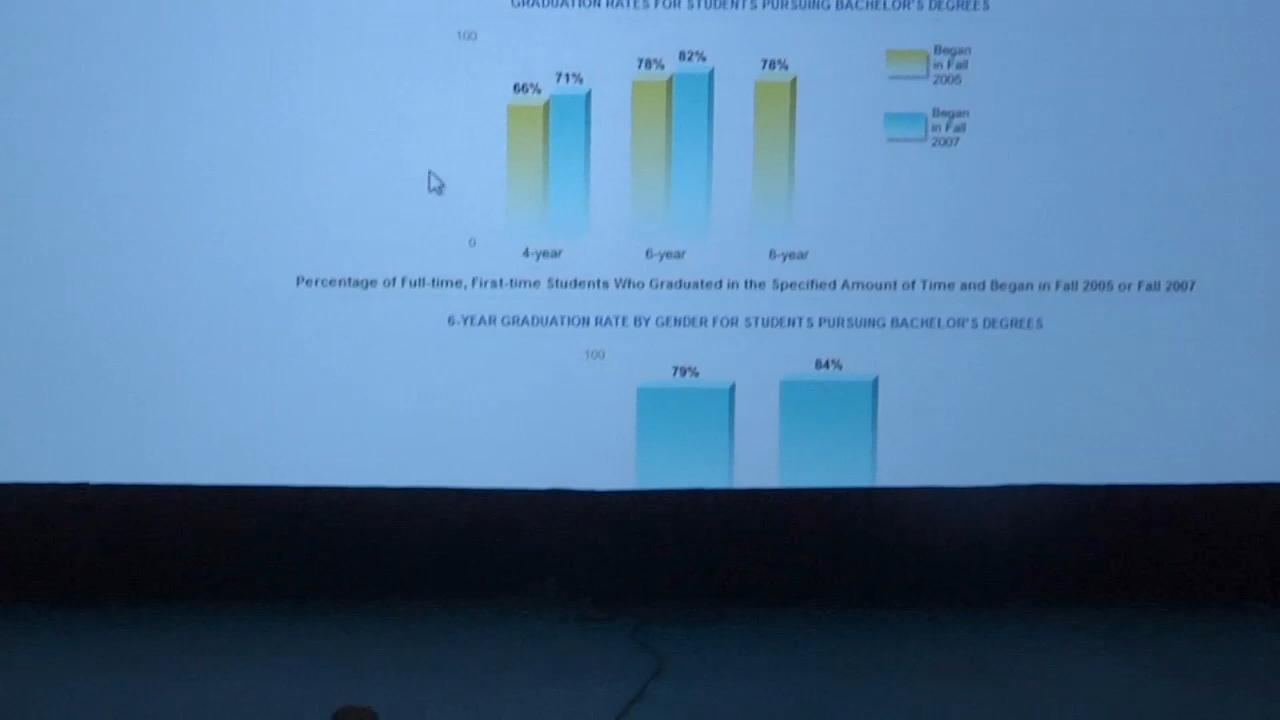 GRADUATION RATES FOR STUDENTS PURSUING BACHELOR'S DEGREES
100
66%
71%
78%
82%
78%
Began
in Fall
2005
Began
in Fall
2007
0
4-year
6-year
8-year
Percentage of Full-time, First-time Students Who Graduated in the Specified Amount of Time and Began in Fall 2005 or Fall 2007
6-YEAR GRADUATION RATE BY GENDER FOR STUDENTS PURSUING BACHELOR'S DEGREES
100
79%
84%